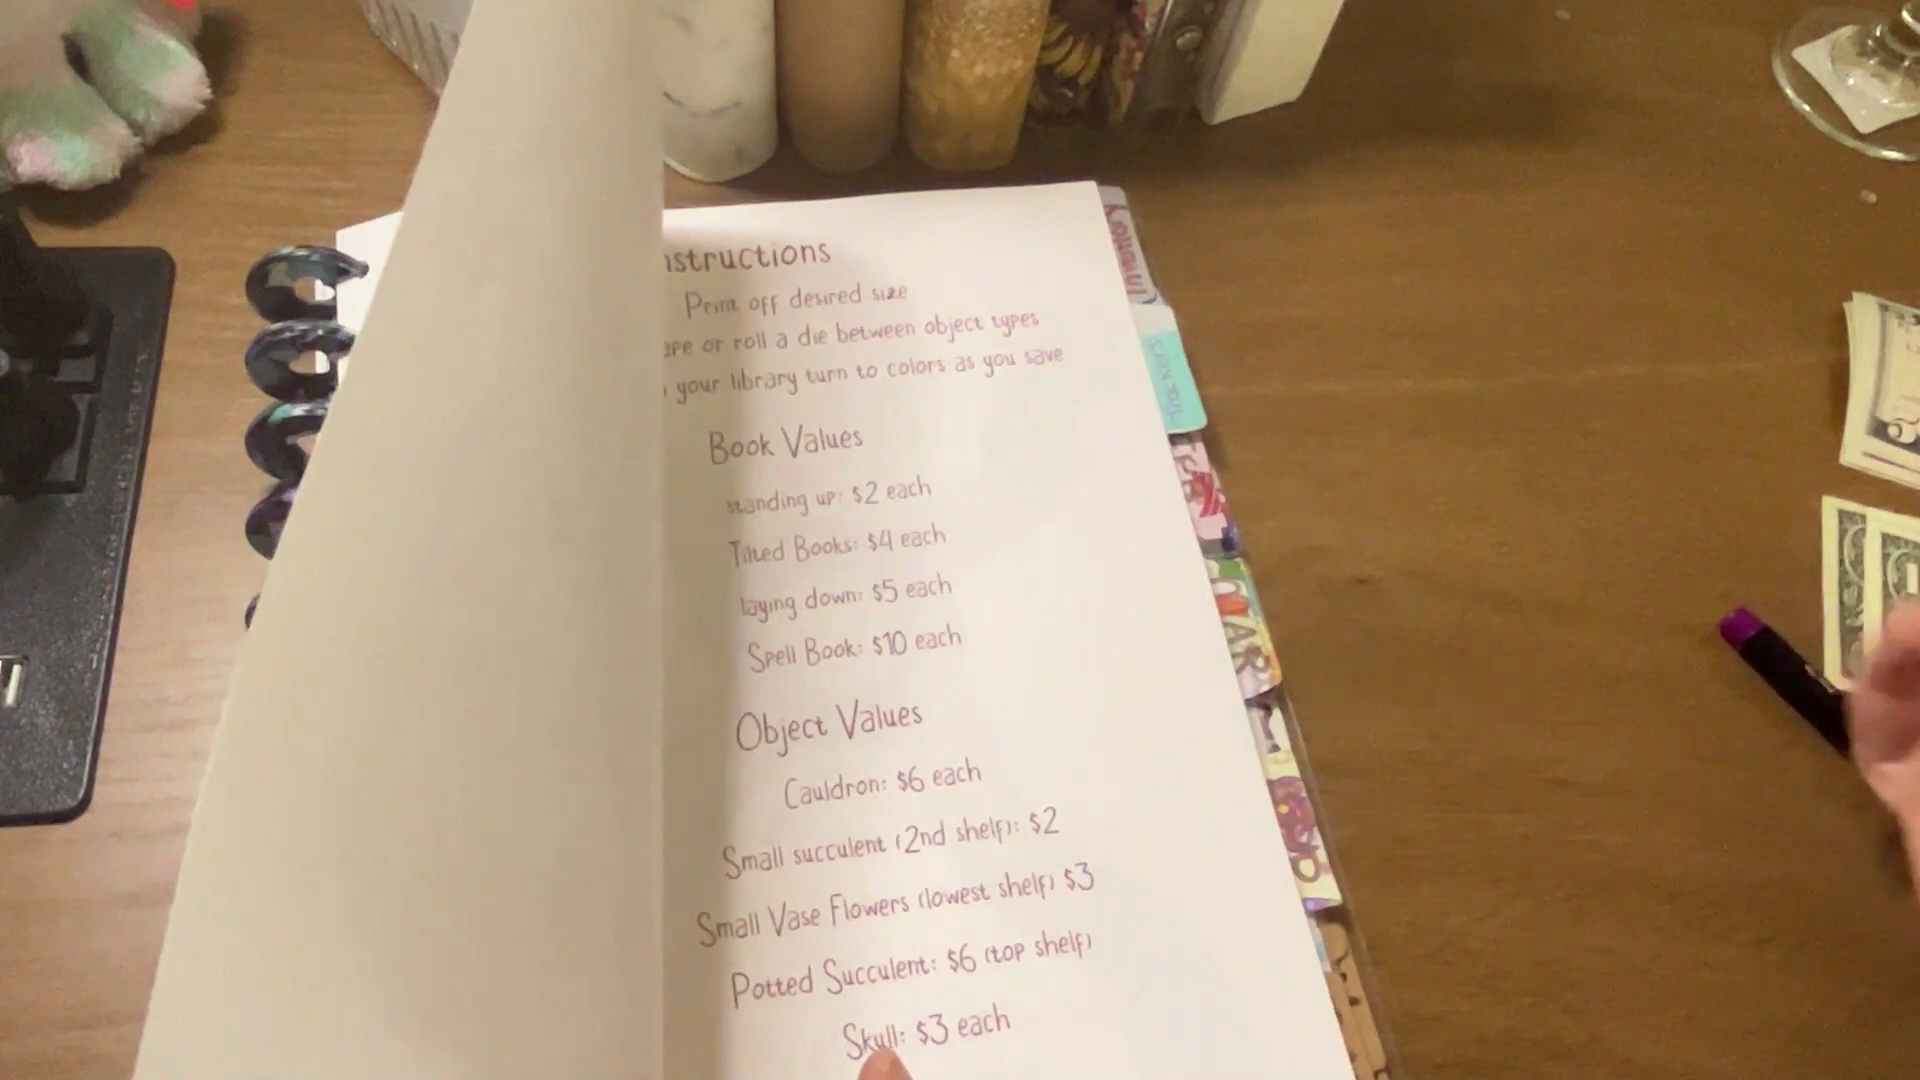 nstructions
Print off desired size
ape or roll a die between object types
your library turn to colors as you save
Book Values
standing up: $2 each
Tilted Books: $4 each
laying down: $5 each
Spell Book: $10 each
Object Values
Cauldron: $6 each
Small succulent (2nd shelf): $2
Small Vase Flowers (lowest shelf) $3
Potted Succulent: $6 (top shelf)
Skull: $3 each